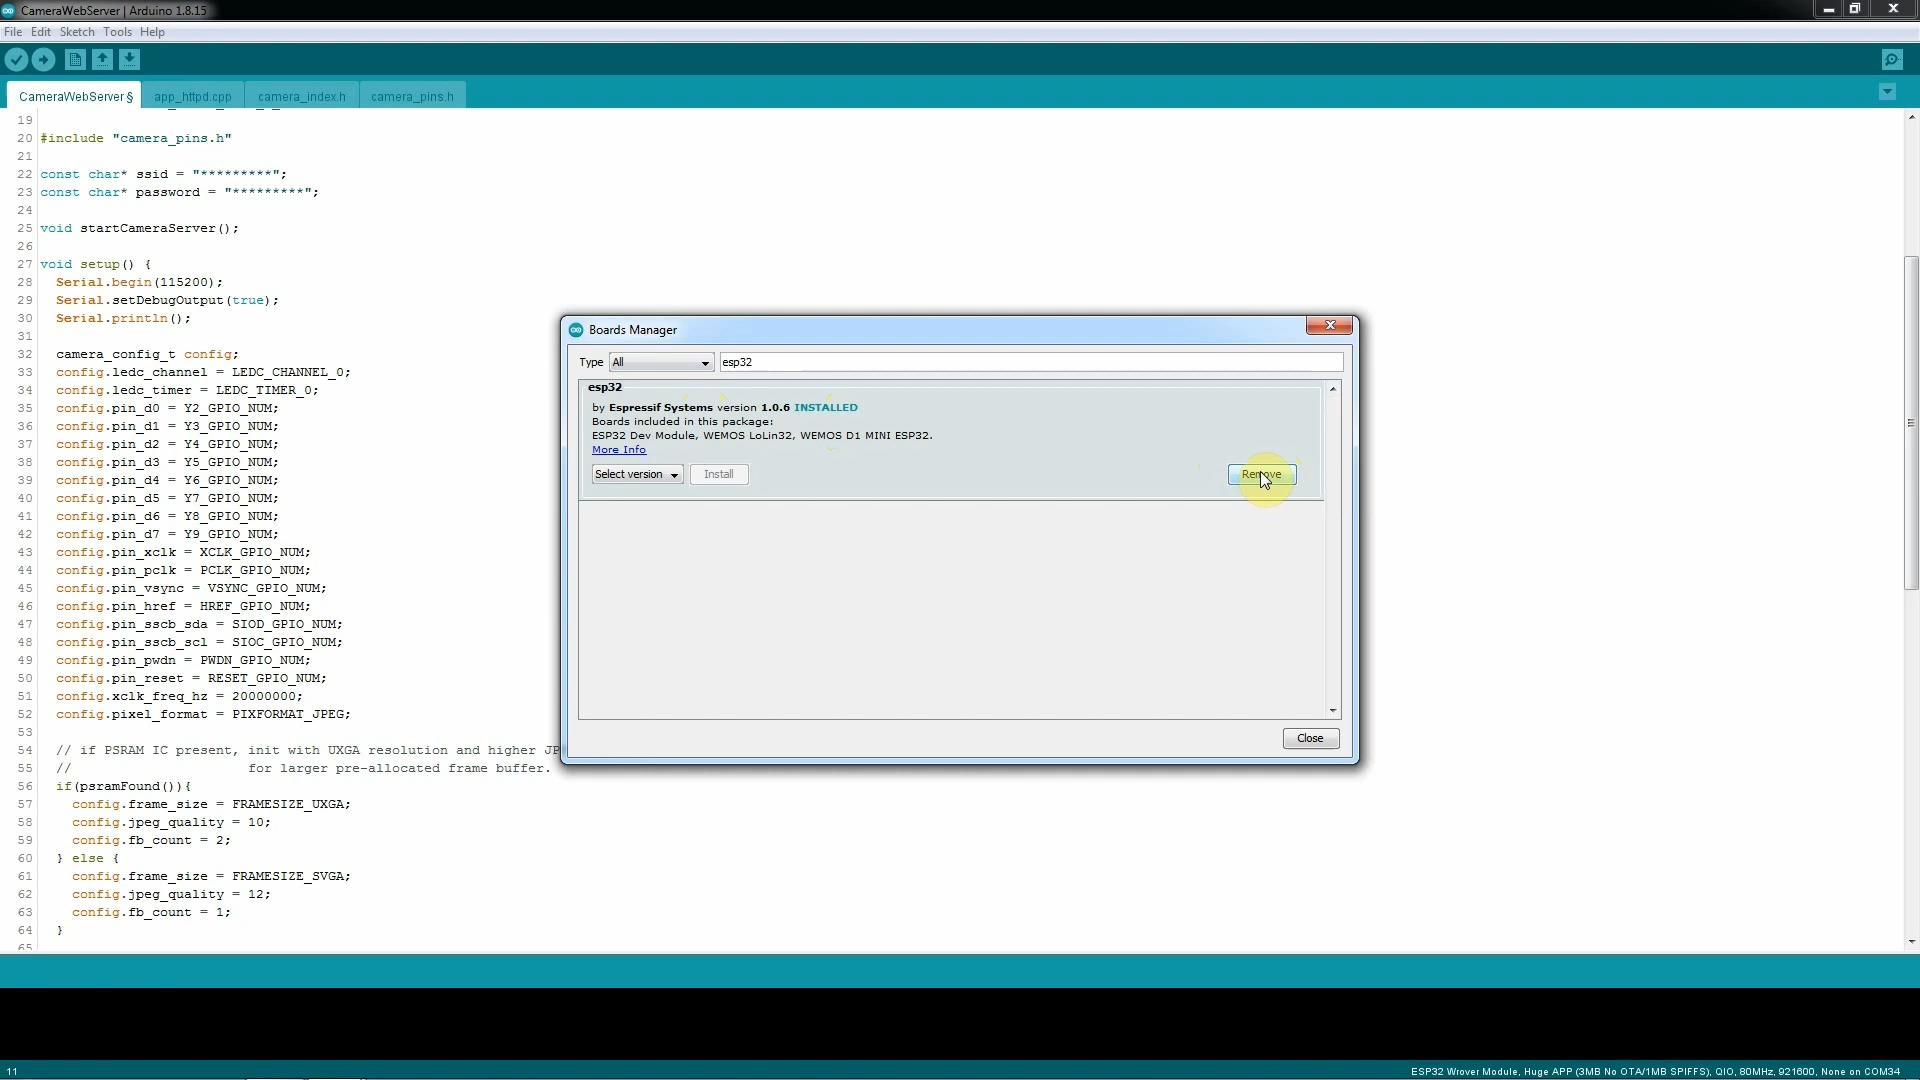 CameraWebServer | Arduino 1.8.15
File Edit Sketch Tools Help
CameraWebServer § app_httpd.cpp camera_index.h camera_pins.h
19
20 #include "camera_pins.h"
21
22 const char* ssid = "*********";
23 const char* password = "*********";
24
25 void startCameraServer();
26
27 void setup() {
28 Serial.begin(115200);
29 Serial.setDebugOutput(true);
30 Serial.println();
31
32 camera_config_t config;
33 config.ledc_channel = LEDC_CHANNEL_0;
34 config.ledc_timer = LEDC_TIMER_0;
35 config.pin_d0 = Y2_GPIO_NUM;
36 config.pin_d1 = Y3_GPIO_NUM;
37 config.pin_d2 = Y4_GPIO_NUM;
38 config.pin_d3 = Y5_GPIO_NUM;
39 config.pin_d4 = Y6_GPIO_NUM;
40 config.pin_d5 = Y7_GPIO_NUM;
41 config.pin_d6 = Y8_GPIO_NUM;
42 config.pin_d7 = Y9_GPIO_NUM;
43 config.pin_xclk = XCLK_GPIO_NUM;
44 config.pin_pclk = PCLK_GPIO_NUM;
45 config.pin_vsync = VSYNC_GPIO_NUM;
46 config.pin_href = HREF_GPIO_NUM;
47 config.pin_sscb_sda = SIOD_GPIO_NUM;
48 config.pin_sscb_scl = SIOC_GPIO_NUM;
49 config.pin_pwdn = PWDN_GPIO_NUM;
50 config.pin_reset = RESET_GPIO_NUM;
51 config.xclk_freq_hz = 20000000;
52 config.pixel_format = PIXFORMAT_JPEG;
53
54 // if PSRAM IC present, init with UXGA resolution and higher JP
55 // for larger pre-allocated frame buffer.
56 if(psramFound()){
57 config.frame_size = FRAMESIZE_UXGA;
58 config.jpeg_quality = 10;
59 config.fb_count = 2;
60 } else {
61 config.frame_size = FRAMESIZE_SVGA;
62 config.jpeg_quality = 12;
63 config.fb_count = 1;
64 }
65
Boards Manager
Type All esp32
esp32
by Espressif Systems version 1.0.6 INSTALLED
Boards included in this package:
ESP32 Dev Module, WEMOS LoLin32, WEMOS D1 MINI ESP32.
More Info
Select version Install Remove
Close
11 ESP32 Wrover Module, Huge APP (3MB No OTA/1MB SPIFFS), QIO, 80MHz, 921600, None on COM34